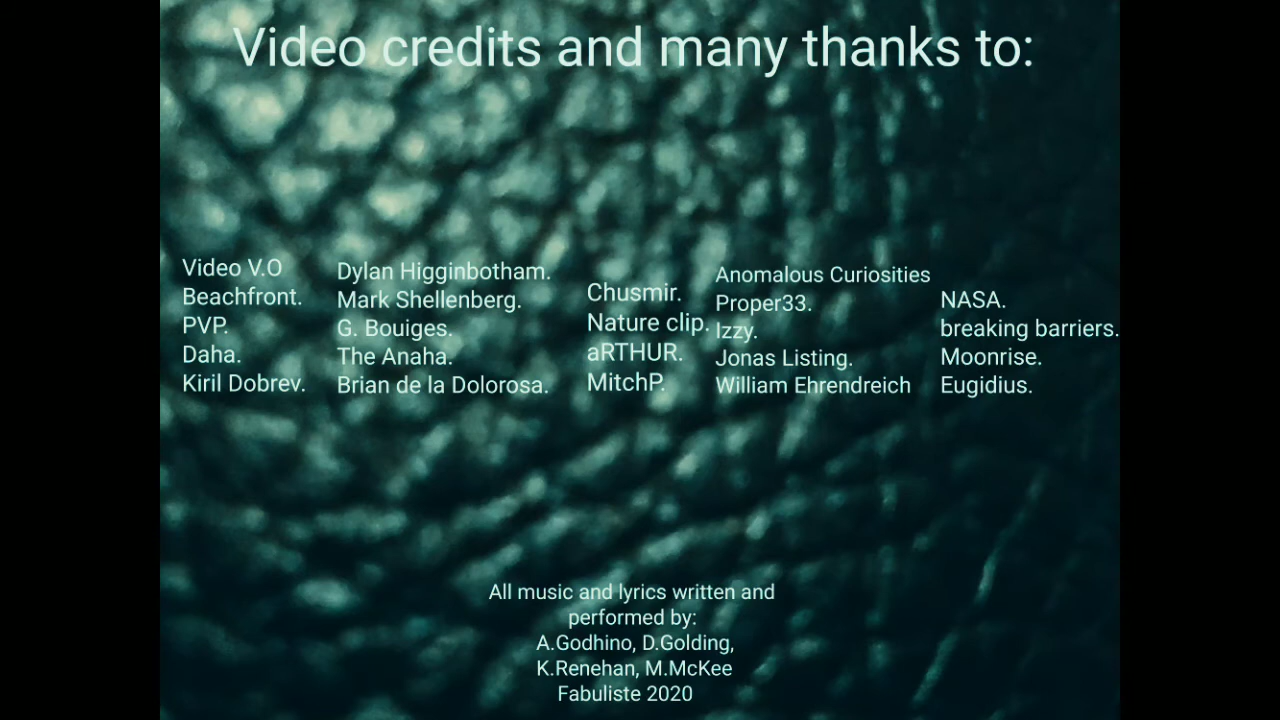 Video credits and many thanks to:
Video V.O
Beachfront.
PVP.
Daha.
Kiril Dobrev.
Dylan Higginbotham.
Mark Shellenberg.
G. Bouiges.
The Anaha.
Brian de la Dolorosa.
Chusmir.
Nature clip.
aRTHUR.
MitchP.
Anomalous Curiosities
Proper33.
Izzy.
Jonas Listing.
William Ehrendreich
NASA.
breaking barriers.
Moonrise.
Eugidius.
All music and lyrics written and
performed by:
A.Godhino, D.Golding,
K.Renehan, M.McKee
Fabuliste 2020